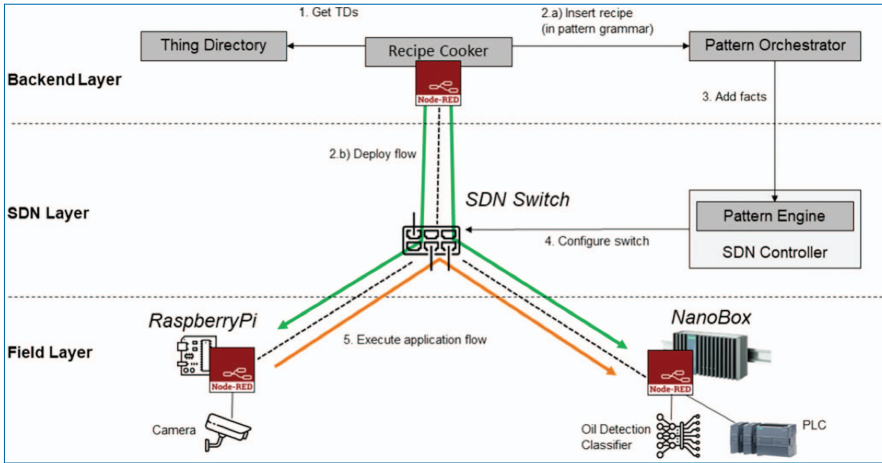 1. Get TDs
2.a) Insert recipe
(in pattern grammar)
Thing Directory
Recipe Cooker
Pattern Orchestrator
Backend Layer
Node-RED
3. Add facts
2.b) Deploy flow
SDN Switch
SDN Layer
Pattern Engine
4. Configure switch
SDN Controller
RaspberryPi
NanoBox
5. Execute application flow
Field Layer
Node-RED
Node-RED
Camera
Oil Detection
Classifier
PLC